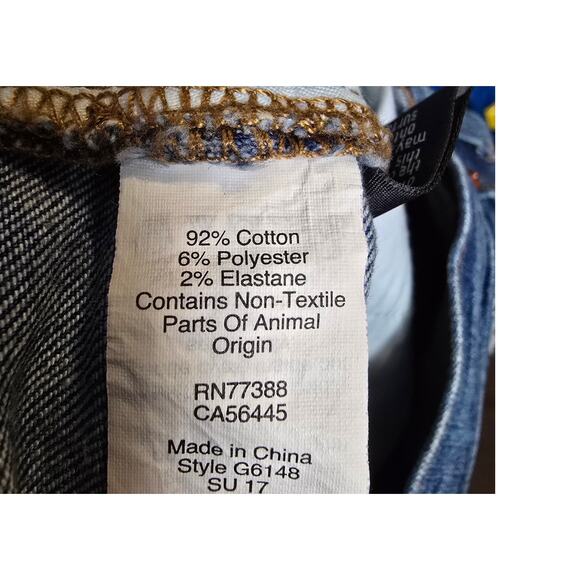 92% Cotton
6% Polyester
2% Elastane
Contains Non-Textile
Parts Of Animal
Origin
RN77388
CA56445
Made in China
Style G6148
SU 17